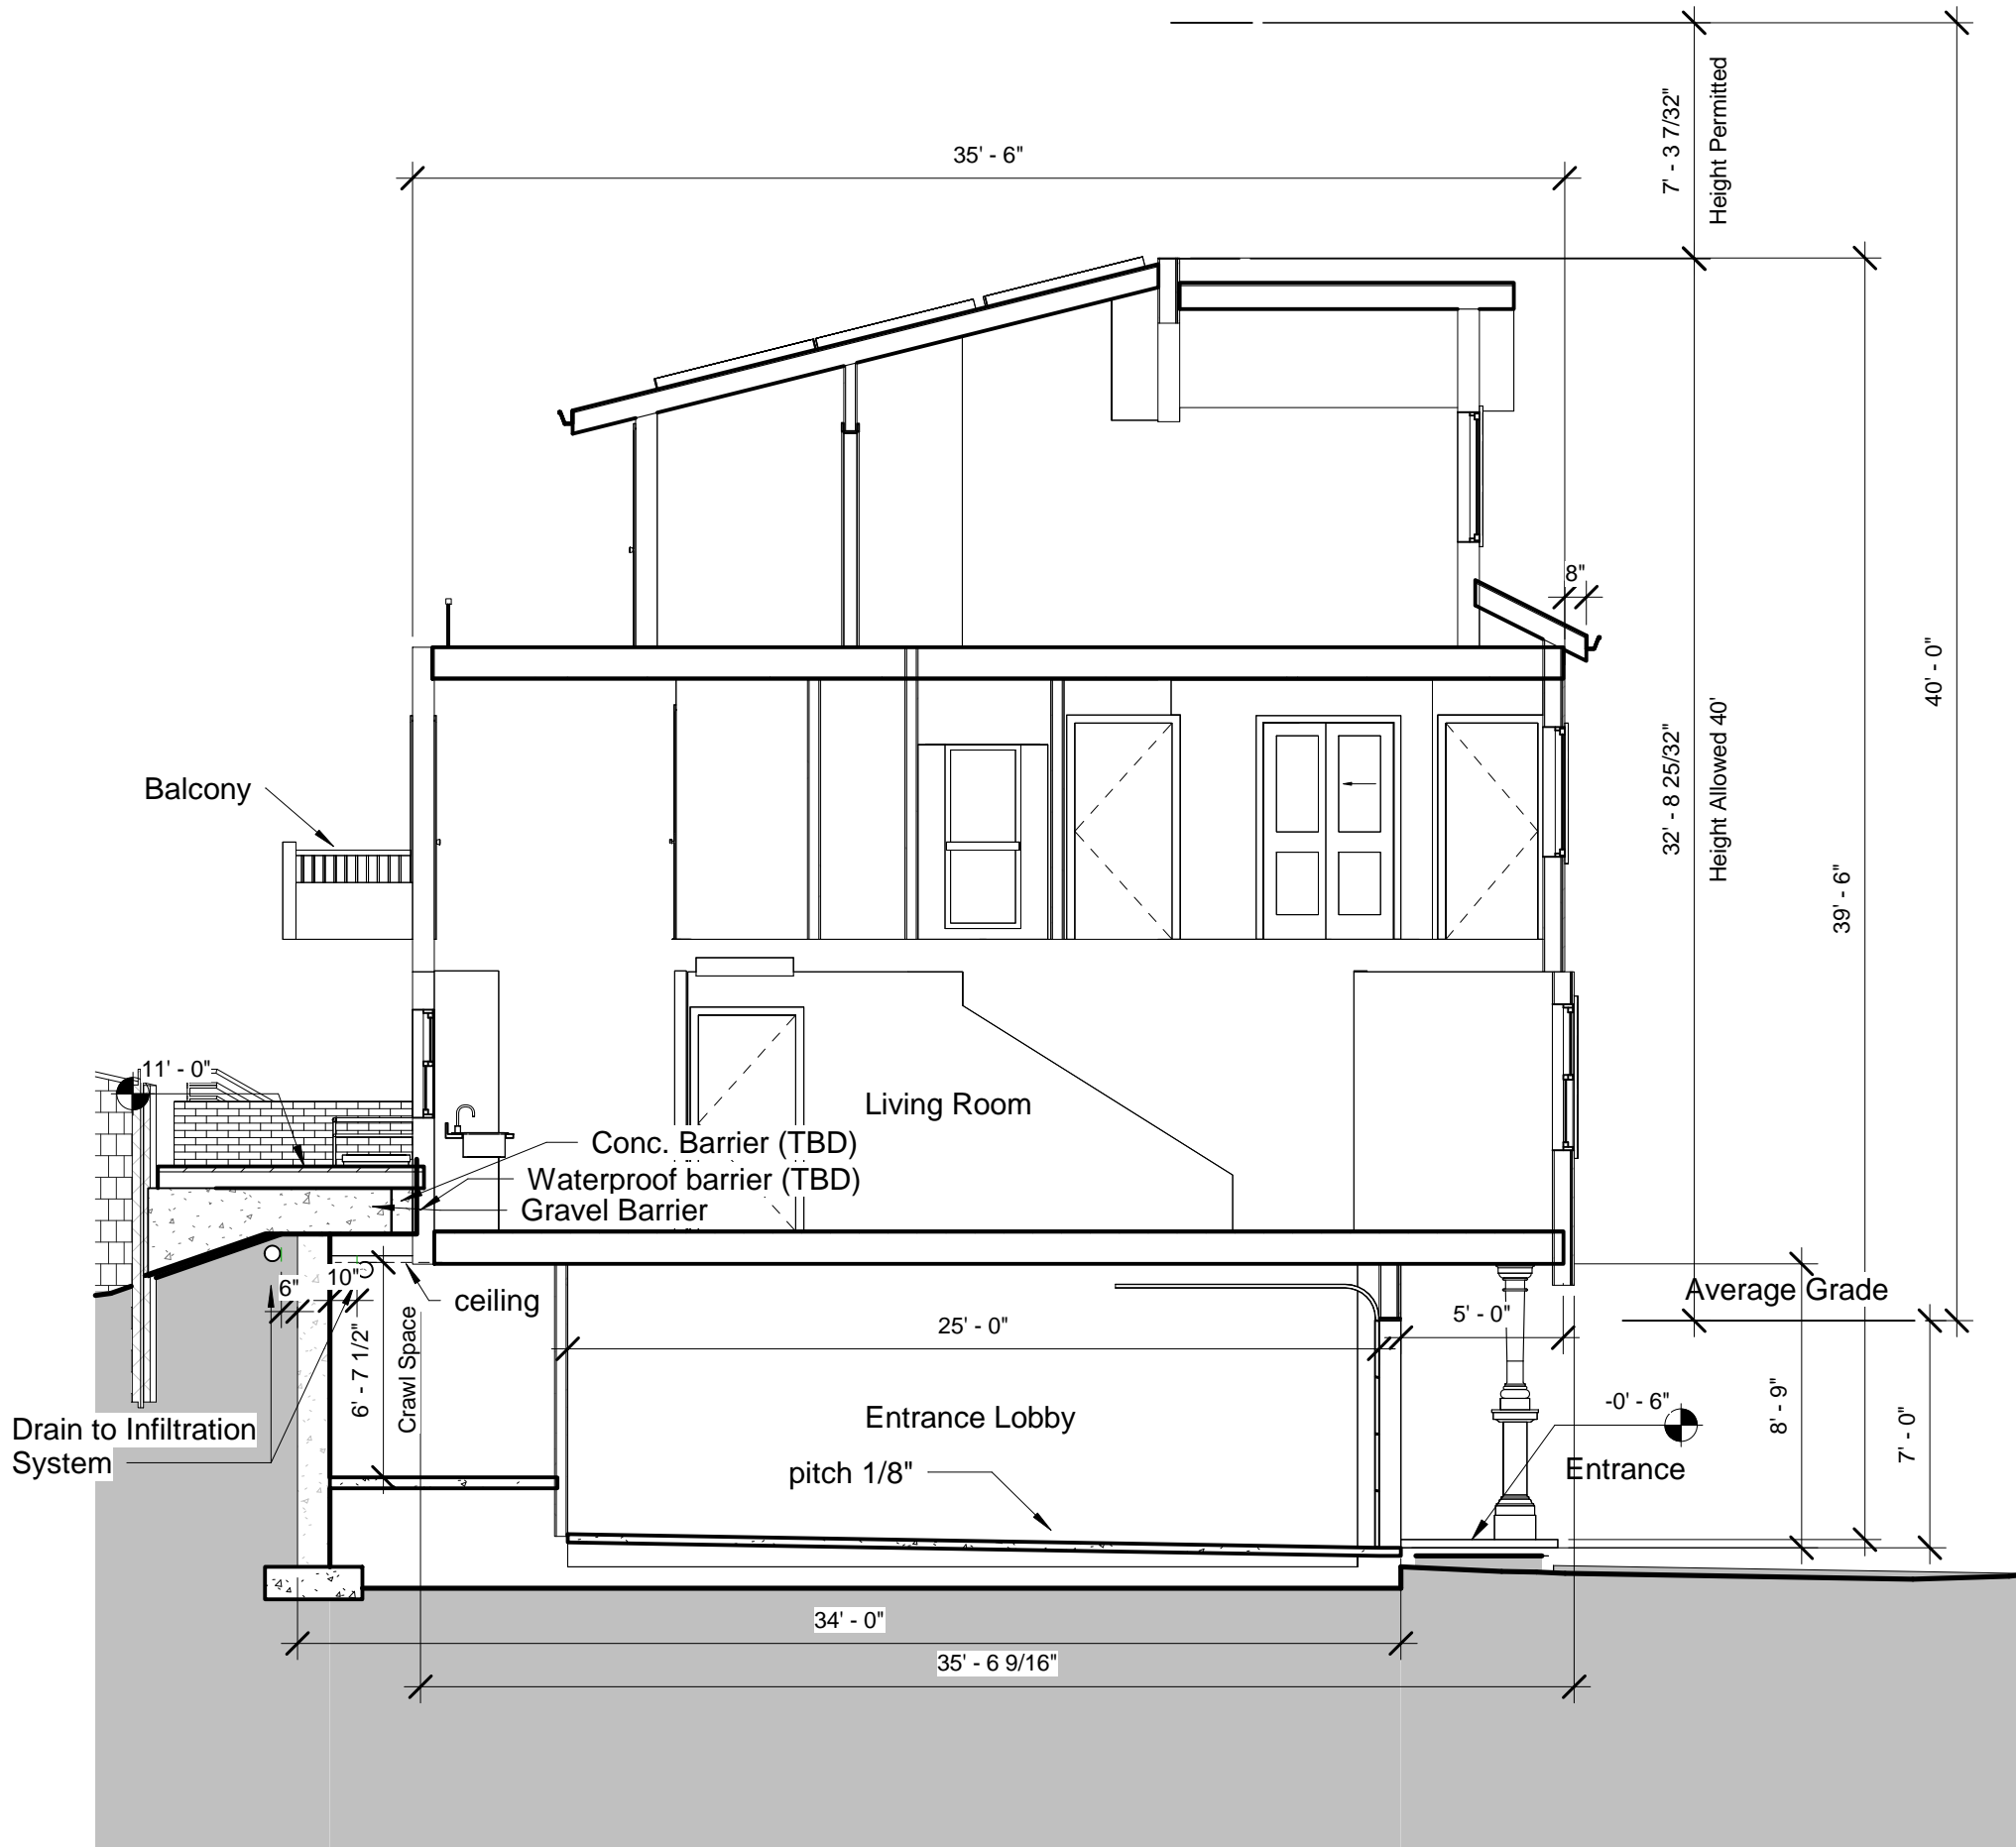 7' - 3 7/32"
Height Permitted
35' - 6"
8"
40' - 0"
32' - 8 25/32"
Height Allowed 40'
Balcony
39' - 6"
11' - 0"
Living Room
Conc. Barrier (TBD)
Waterproof barrier (TBD)
Gravel Barrier
6"
10"
ceiling
Average Grade
25' - 0"
5' - 0"
6' - 7 1/2"
Crawl Space
Entrance Lobby
-0' - 6"
8' - 9"
7' - 0"
Drain to Infiltration
System
pitch 1/8"
Entrance
34' - 0"
35' - 6 9/16"